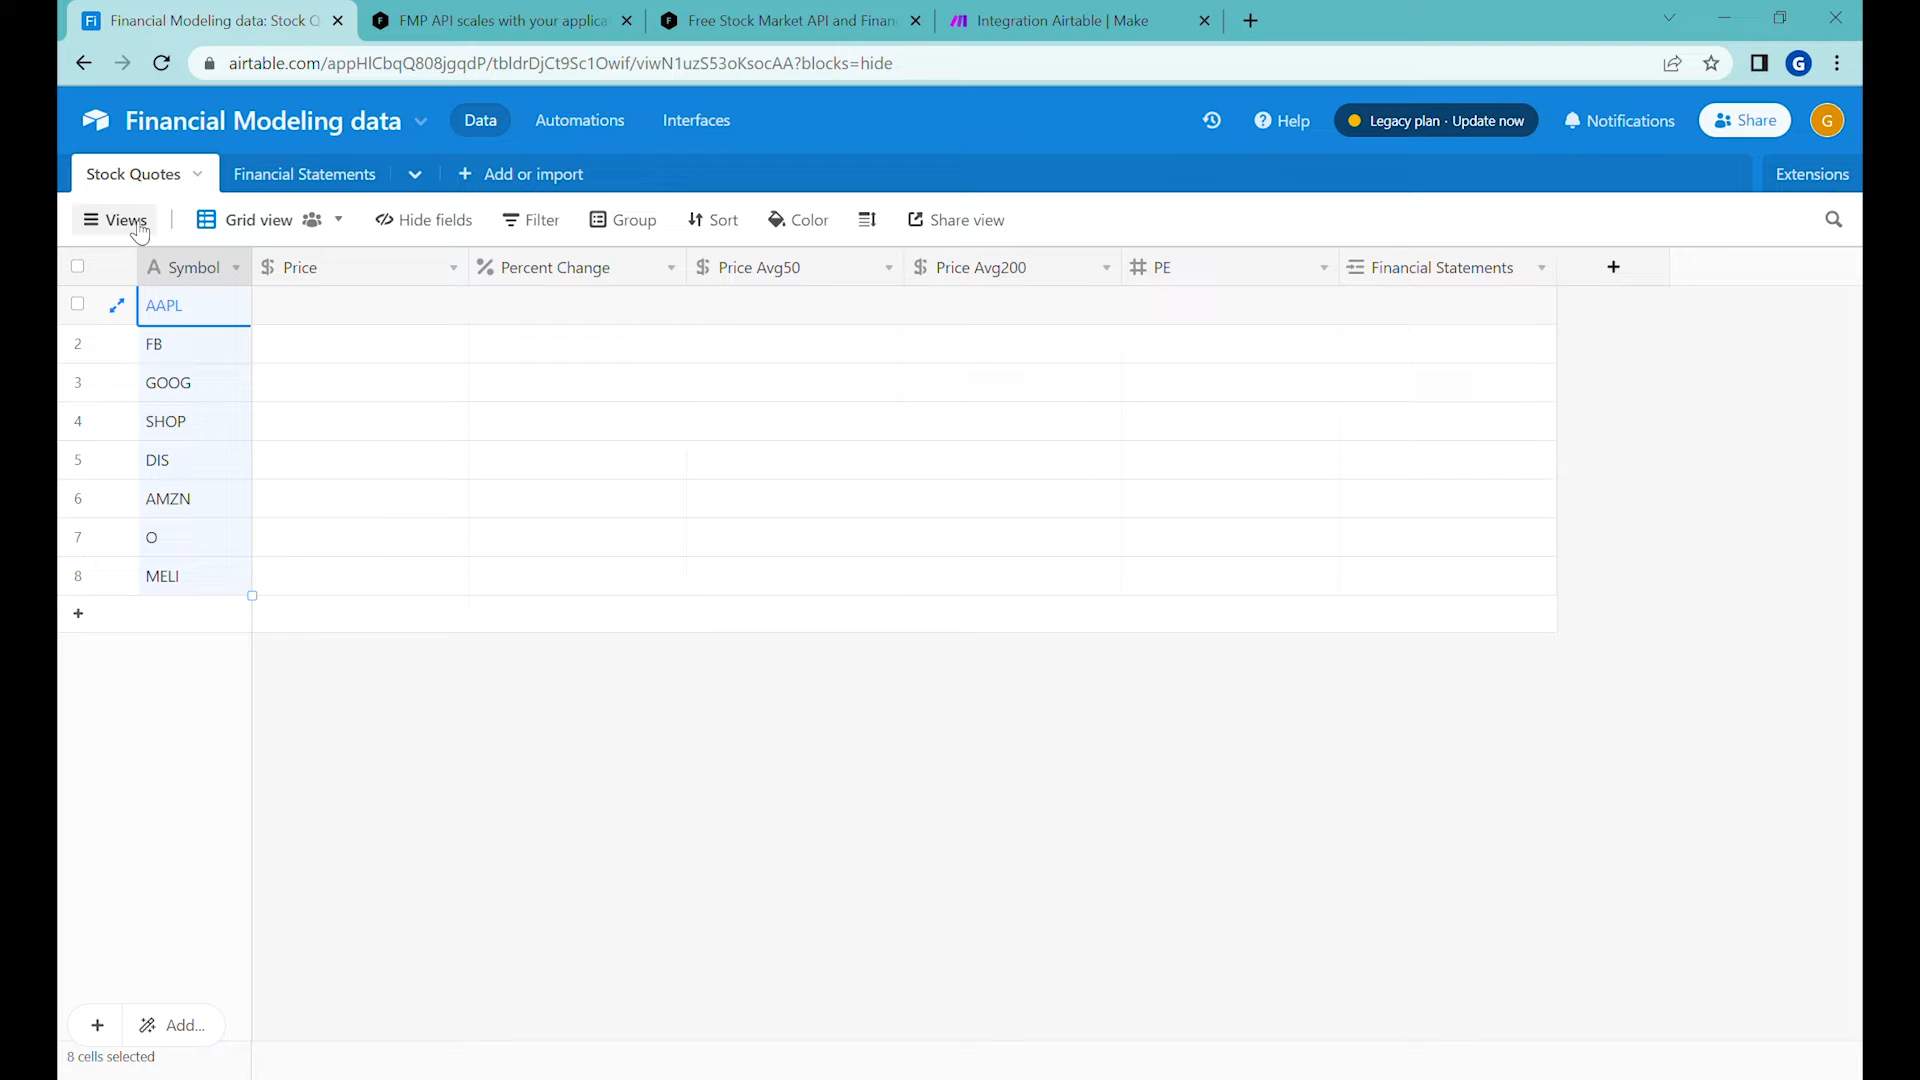 Financial Modeling data: Stock Q
FMP API scales with your applica
Free Stock Market API and Finan
Integration Airtable | Make
airtable.com/appHlCbqQ808jgqdP/tbldrDjCt9Sc1Owif/viwN1uzS53oKsocAA?blocks=hide
G
Financial Modeling data
Data
Automations
Interfaces
Help
Legacy plan · Update now
Notifications
Share
G
Stock Quotes
Financial Statements
Add or import
Extensions
Views
Grid view
Hide fields
Filter
Group
Sort
Color
Share view
Symbol
Price
Percent Change
Price Avg50
Price Avg200
PE
Financial Statements
AAPL
2 FB
3 GOOG
4 SHOP
5 DIS
6 AMZN
7 O
8 MELI
Add...
8 cells selected